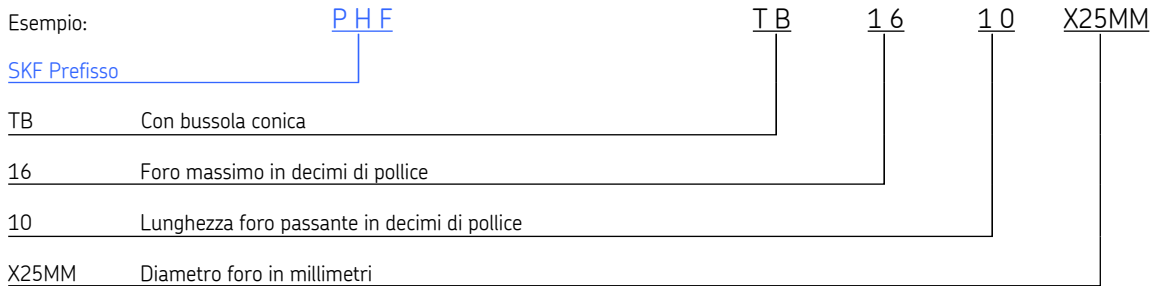 Esempio: P H F T B 1 6 1 0 X25MM
SKF Prefisso
TB Con bussola conica
16 Foro massimo in decimi di pollice
10 Lunghezza foro passante in decimi di pollice
X25MM Diametro foro in millimetri